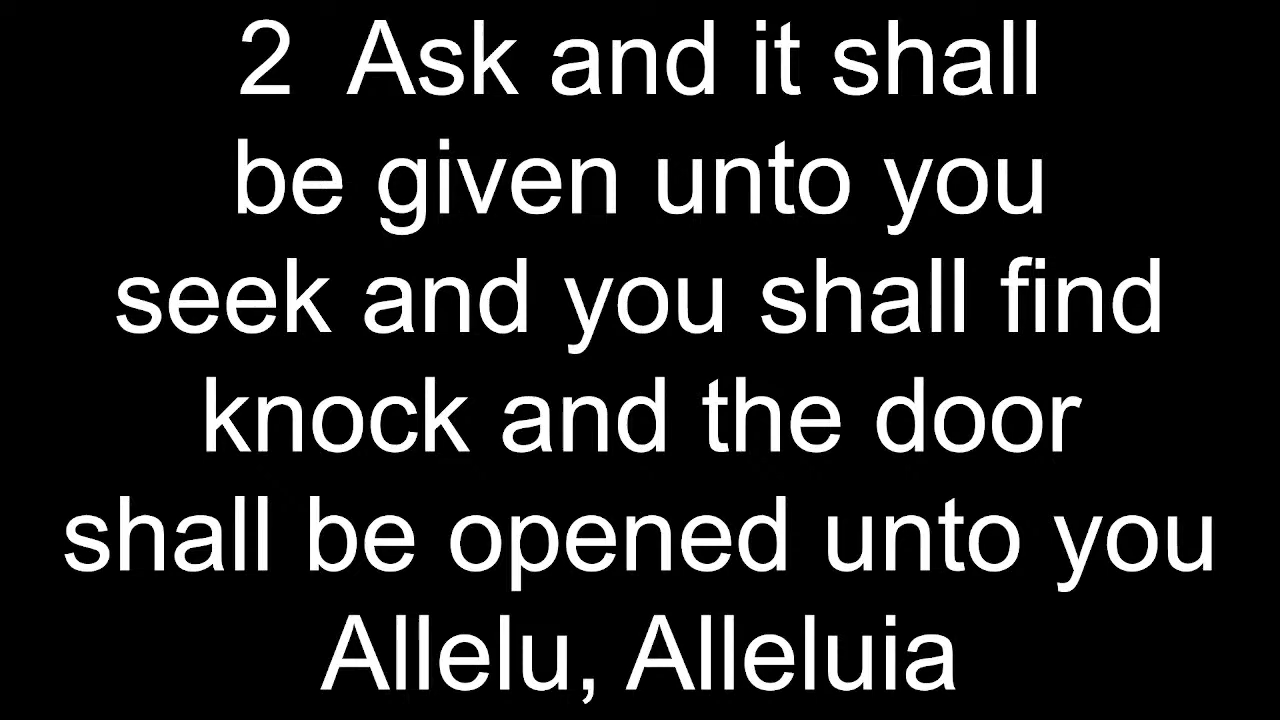 2  Ask and it shall
be given unto you
seek and you shall find
knock and the door
shall be opened unto you
Allelu, Alleluia